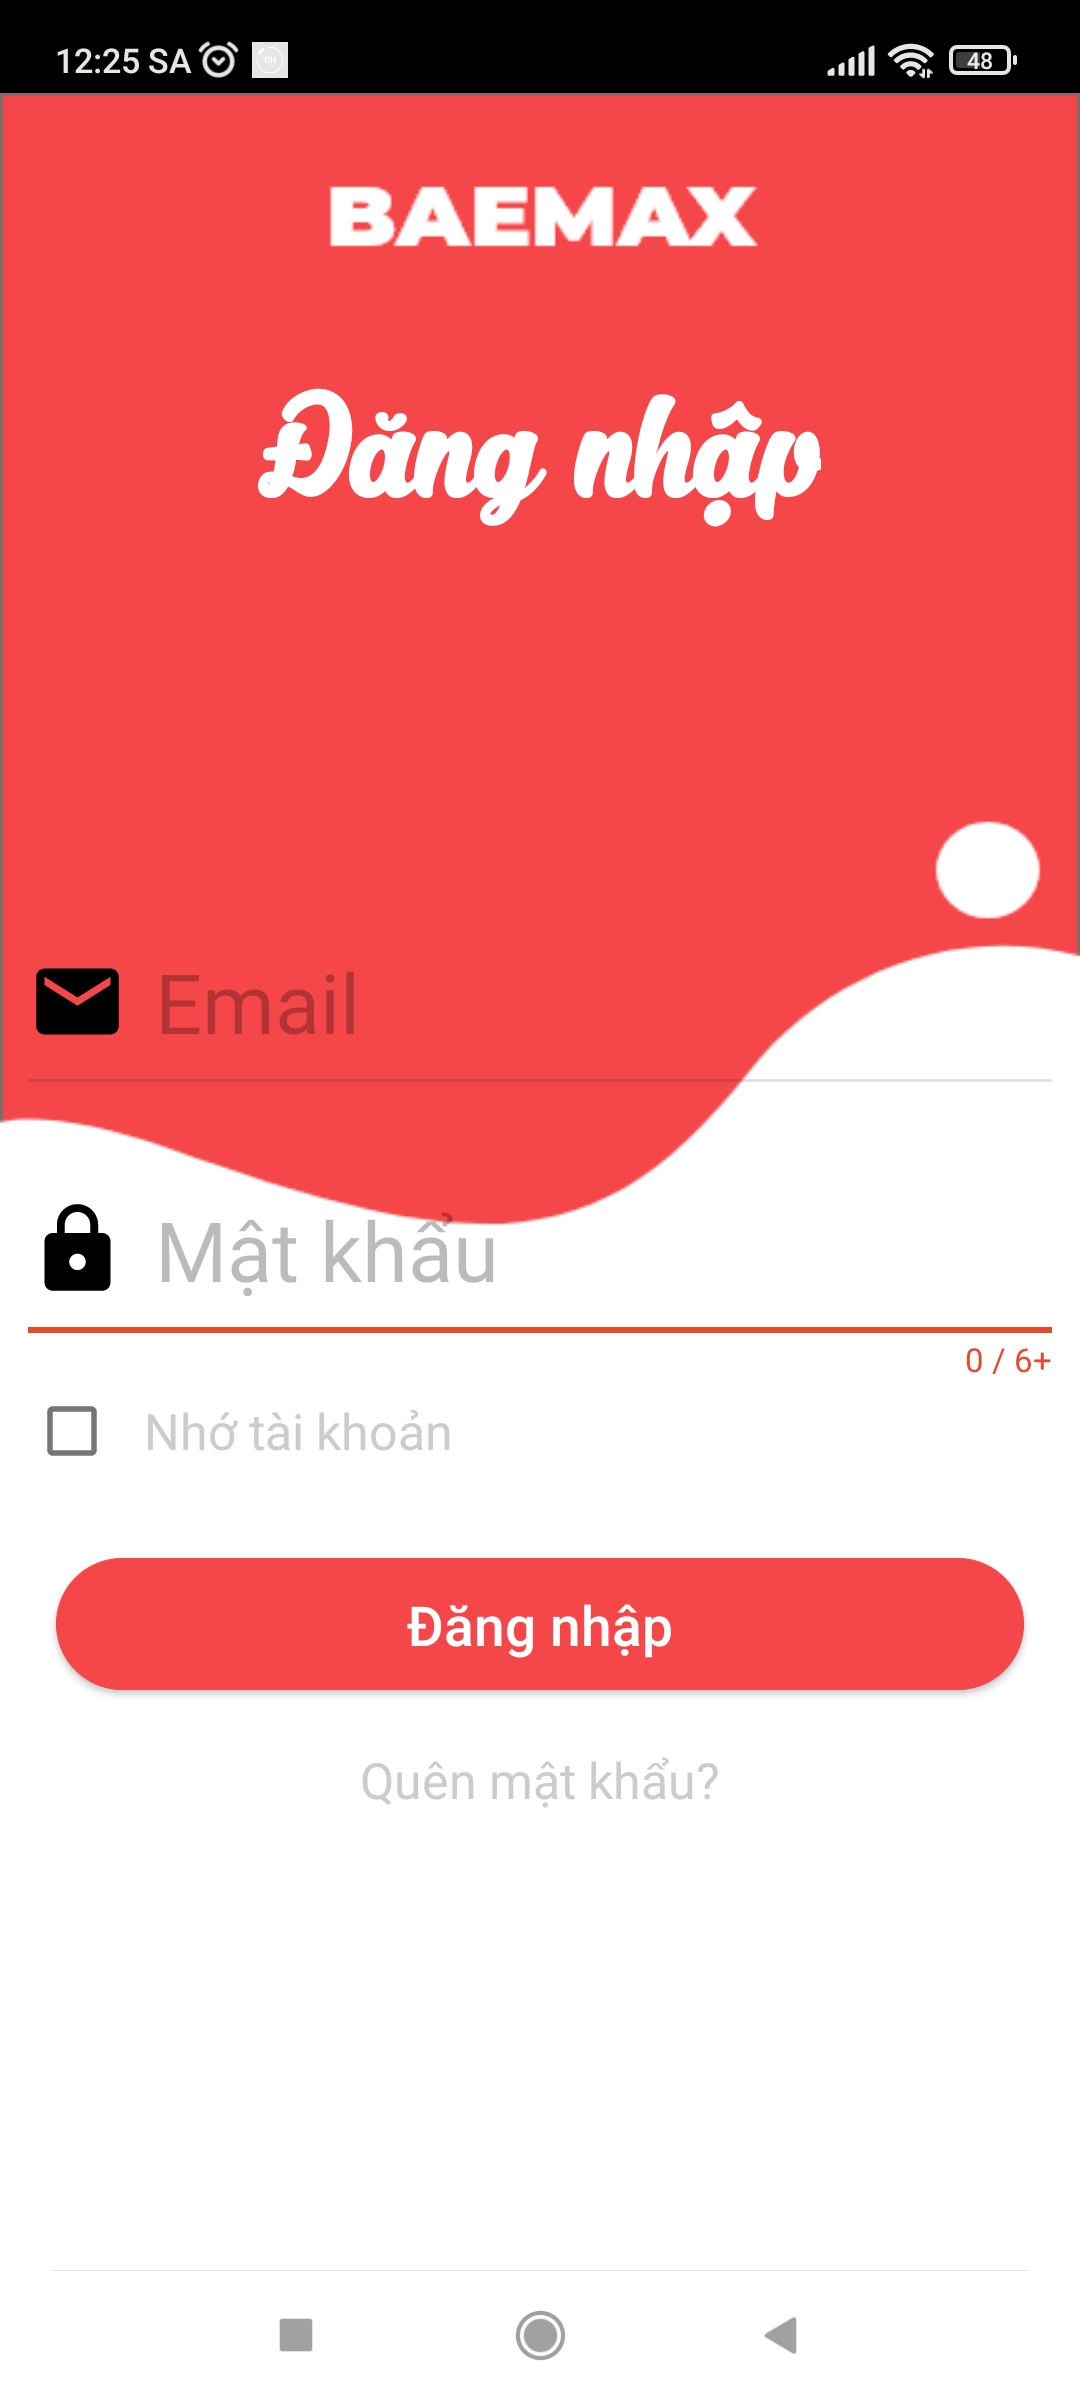 12:25 SA
48
BAEMAX
Đăng nhập
Email
Mật khẩu
0 / 6+
Nhớ tài khoản
Đăng nhập
Quên mật khẩu?